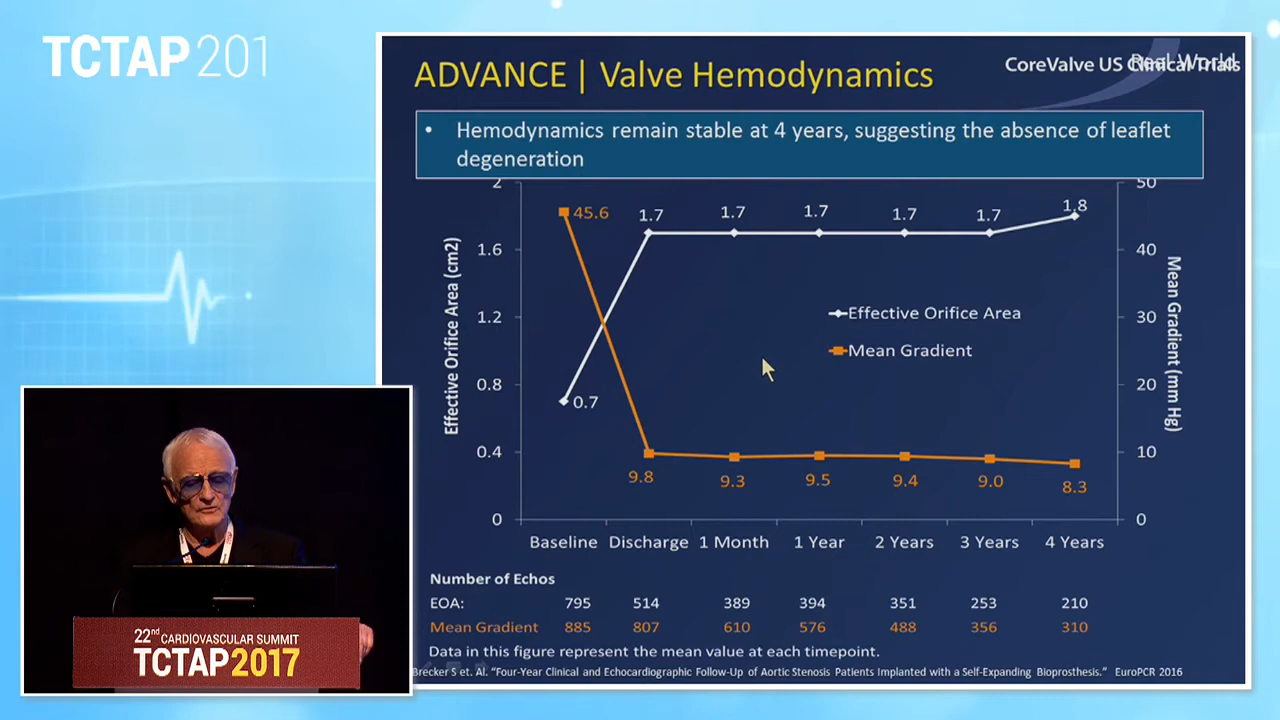 TCTAP 201
ADVANCE | Valve Hemodynamics
CoreValve US Clinical Trials
Real World
• Hemodynamics remain stable at 4 years, suggesting the absence of leaflet
degeneration
2
1.6
1.2
0.8
0.4
0
Effective Orifice Area (cm2)
50
40
30
20
10
0
Mean Gradient (mm Hg)
45.6
1.7
1.7
1.7
1.7
1.7
1.8
0.7
9.8
9.3
9.5
9.4
9.0
8.3
Effective Orifice Area
Mean Gradient
Baseline Discharge 1 Month 1 Year 2 Years 3 Years 4 Years
Number of Echos
EOA: 795 514 389 394 351 253 210
Mean Gradient 885 807 610 576 488 356 310
Data in this figure represent the mean value at each timepoint.
Brecker S et. Al. “Four-Year Clinical and Echocardiographic Follow-Up of Aortic Stenosis Patients Implanted with a Self-Expanding Bioprosthesis.” EuroPCR 2016
22nd CARDIOVASCULAR SUMMIT
TCTAP 2017